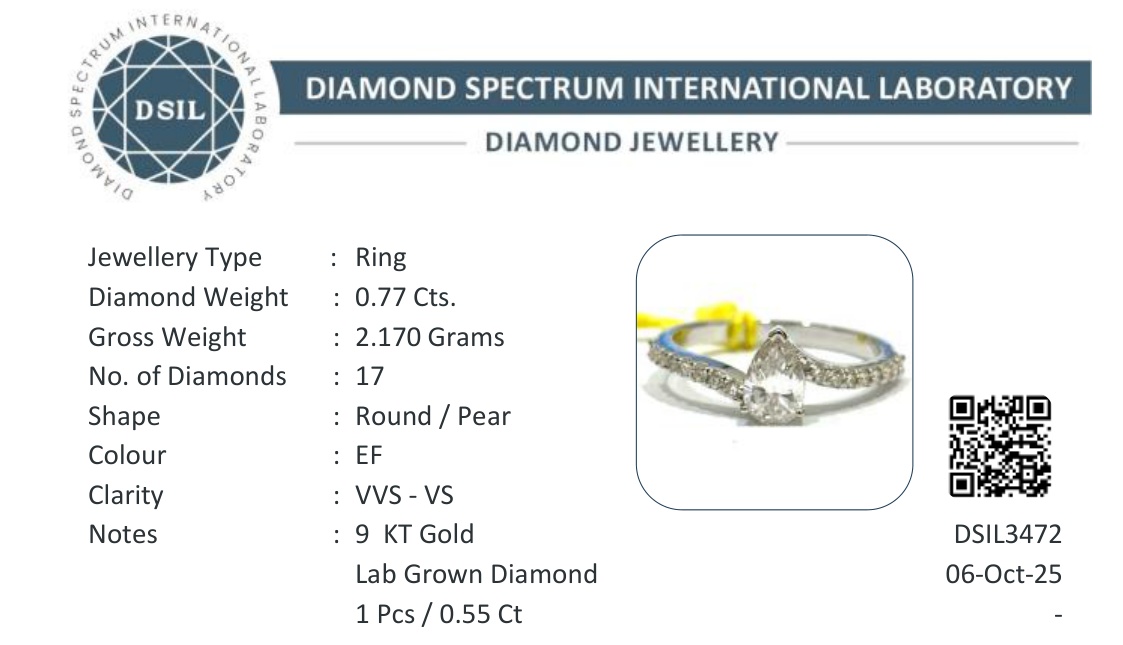 DIAMOND SPECTRUM INTERNATIONAL LABORATORY
DSIL
DIAMOND SPECTRUM INTERNATIONAL LABORATORY
DIAMOND JEWELLERY
Jewellery Type : Ring
Diamond Weight : 0.77 Cts.
Gross Weight : 2.170 Grams
No. of Diamonds : 17
Shape : Round / Pear
Colour : EF
Clarity : VVS - VS
Notes : 9 KT Gold
Lab Grown Diamond
1 Pcs / 0.55 Ct
DSIL3472
06-Oct-25
-